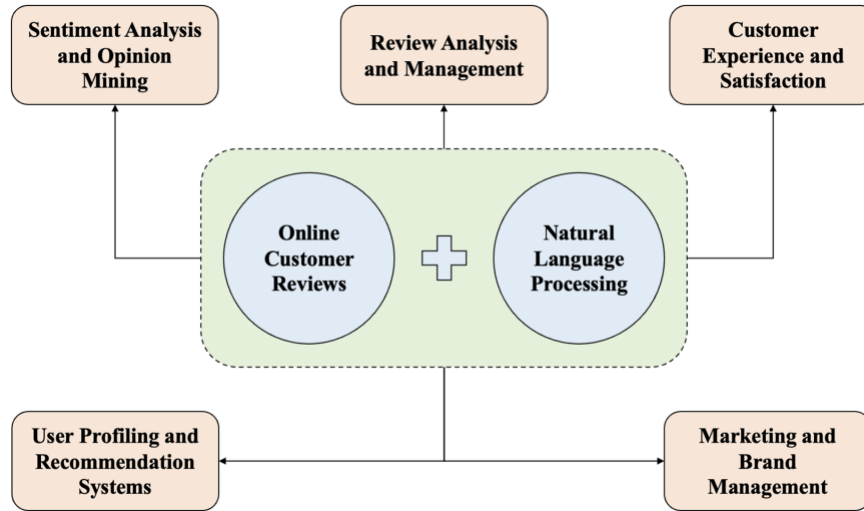 Sentiment Analysis
and Opinion
Mining
Review Analysis
and Management
Customer
Experience and
Satisfaction
Online
Customer
Reviews
Natural
Language
Processing
User Profiling and
Recommendation
Systems
Marketing and
Brand
Management